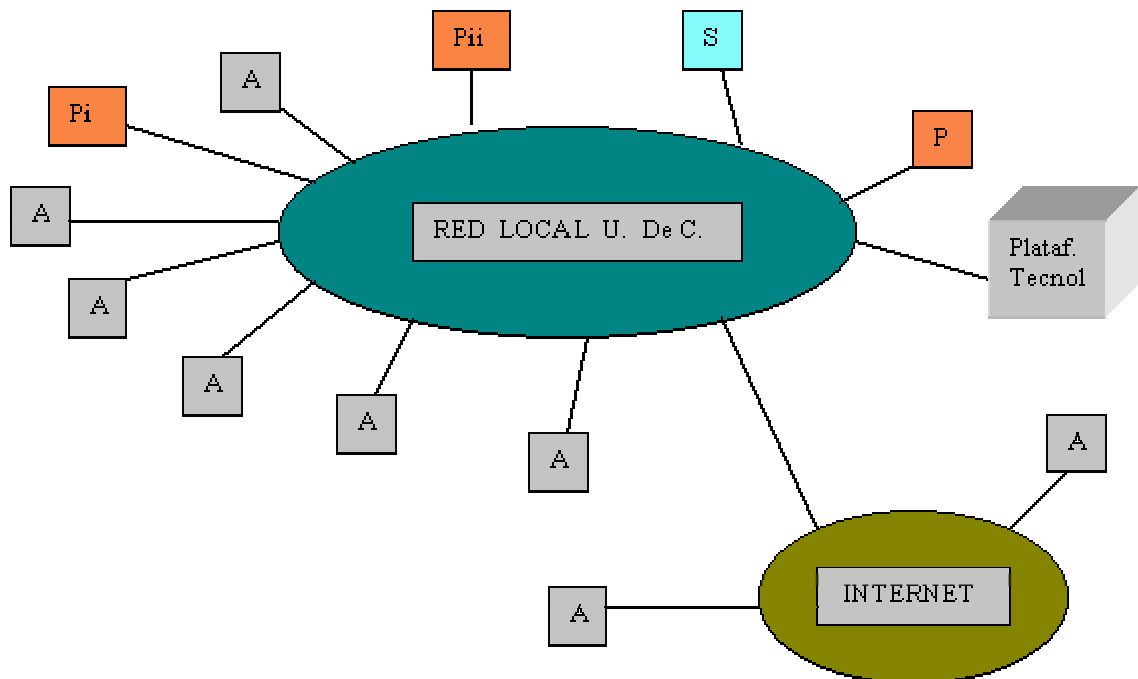 Pii
S
A
Pi
P
A
RED LOCAL U. De C.
Plataf.
Tecnol
A
A
A
A
A
INTERNET
A